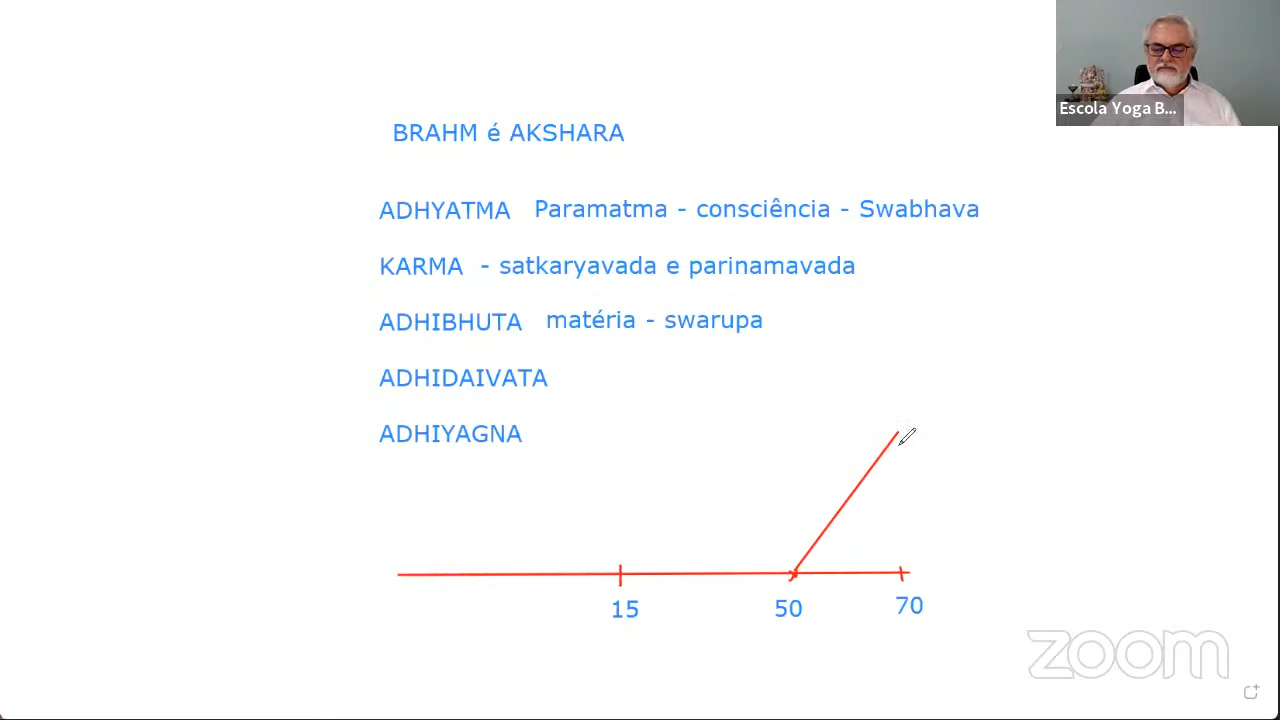 Escola Yoga B...
BRAHM é AKSHARA
ADHYATMA Paramatma - consciência - Swabhava
KARMA - satkaryavada e parinamavada
ADHIBHUTA matéria - swarupa
ADHIDAIVATA
ADHIYAGNA
15 50 70
zoom